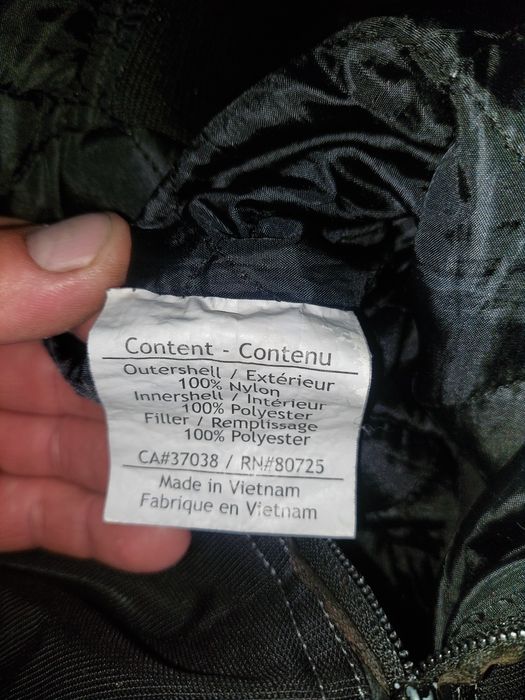 Content - Contenu
Outershell / Extérieur
100% Nylon
Innershell / Intérieur
100% Polyester
Filler / Remplissage
100% Polyester
CA#37038 / RN#80725
Made in Vietnam
Fabrique en Vietnam